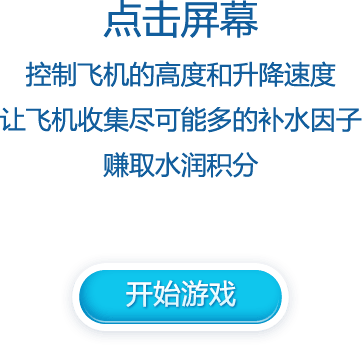 点击屏幕
控制飞机的高度和升降速度
让飞机收集尽可能多的补水因子
赚取水润积分
开始游戏